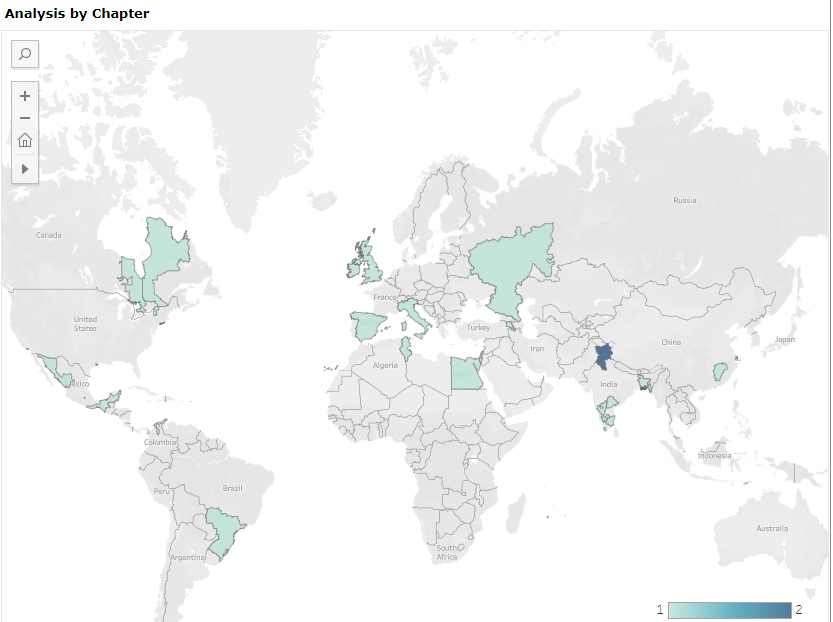 Analysis by Chapter
Russia
Canada
France
United
States
Turkey
China
Japan
Iran
Algeria
India
Colombia
Indonesia
Peru
Brazil
Australia
South
Africa
Argentina
1
2